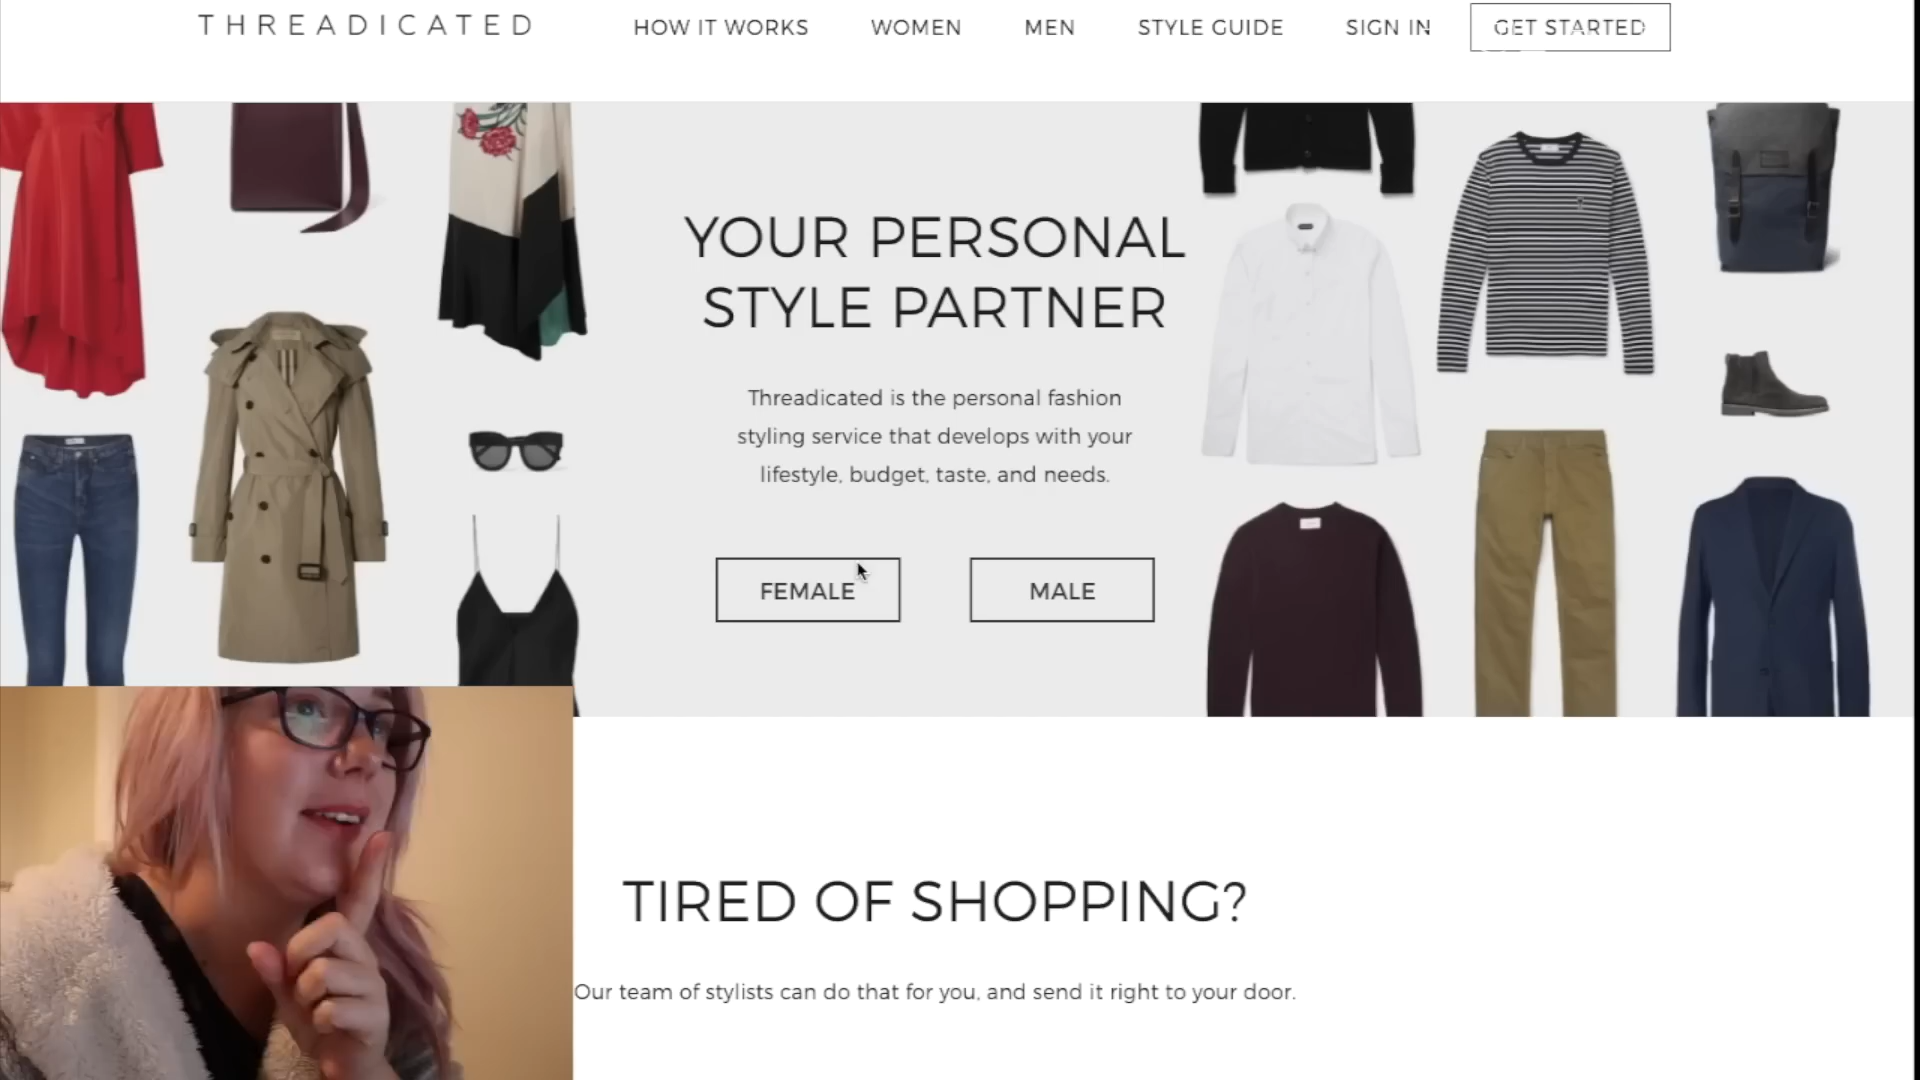 THREADICATED
HOW IT WORKS
WOMEN
MEN
STYLE GUIDE
SIGN IN
GET STARTED
YOUR PERSONAL
STYLE PARTNER
Threadicated is the personal fashion
styling service that develops with your
lifestyle, budget, taste, and needs.
FEMALE
MALE
TIRED OF SHOPPING?
Our team of stylists can do that for you, and send it right to your door.